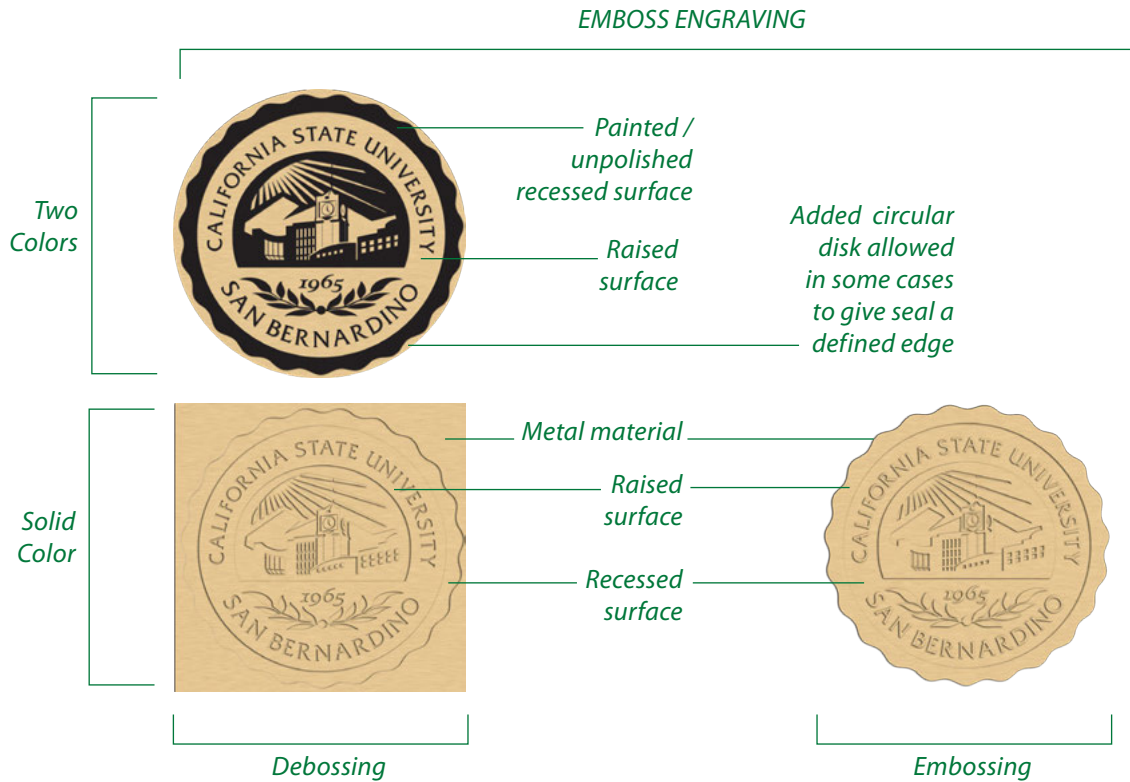 EMBOSS ENGRAVING
Two
Colors
CALIFORNIA STATE UNIVERSITY
1965
SAN BERNARDINO
Painted /
unpolished
recessed surface
Raised
surface
Added circular
disk allowed
in some cases
to give seal a
defined edge
Solid
Color
CALIFORNIA STATE UNIVERSITY
1965
SAN BERNARDINO
Metal material
Raised
surface
Recessed
surface
CALIFORNIA STATE UNIVERSITY
1965
SAN BERNARDINO
Debossing
Embossing